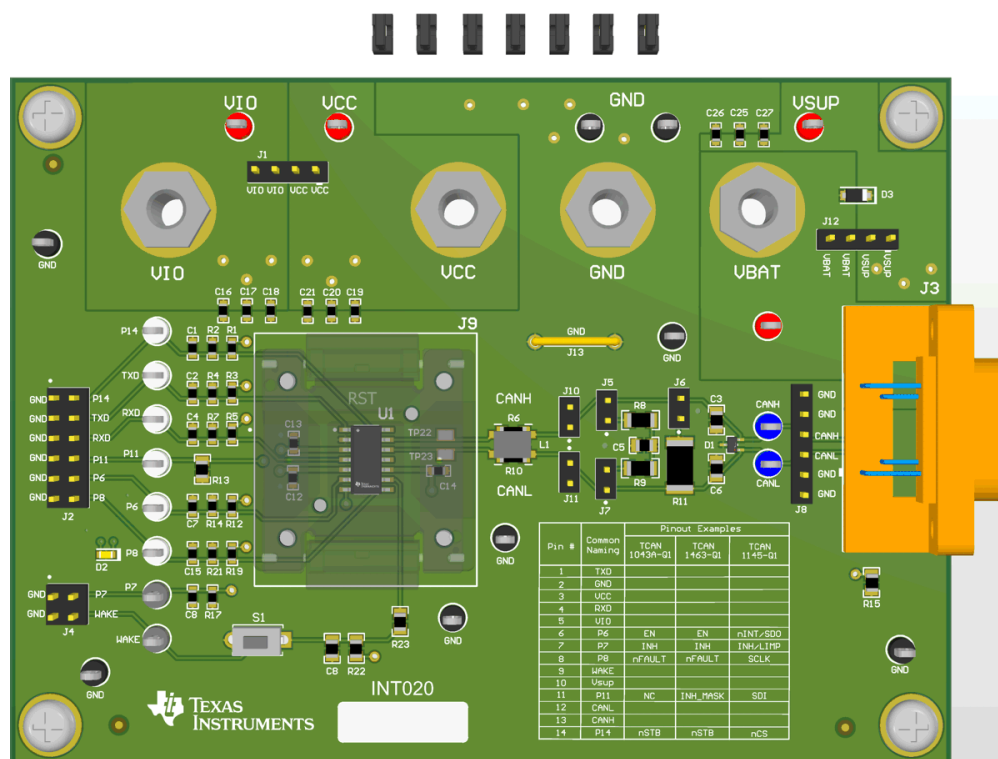 VIO VCC GND VSUP
C26 C25 C27
J1
VIO VIO VCC VCC
D3
J12
VBAT VBAT VSUP VSUP
GND
VIO VCC GND VBAT
J3
C16 C17 C18 C21 C20 C19
J9
P14 C1 R2 R1
GND
J13
GND
TXD C2 R4 R3
RST
U1
CANH
R6
J10 J5 J6 C3
CANH
GND P14
GND TXD
GND RXD
GND P11
GND P6
GND P8
J2
RXD C4 R7 R5
C13
TP22
TP23
L1
R8
C5
D1
GND
GND
CANH
CANL
GND
GND
J8
P11
R13
C12
C14
R10
CANL
J11
R9
J7
R11
C6
CANL
P6 C7 R14 R12
P8
D2
C15 R21 R19
GND
Pinout Examples
Pin # Common Naming TCAN 1043A-Q1 TCAN 1463-Q1 TCAN 1145-Q1
1 TXD
2 GND
3 VCC
4 RXD
5 VIO
6 P6 EN EN nINT/SDO
7 P7 INH INH INH/LIMP
8 P8 nFAULT nFAULT SCLK
9 WAKE
10 Vsup
11 P11 NC INH_MASK SDI
12 CANL
13 CANH
14 P14 nSTB nSTB nCS
R15
GND P7
GND WAKE
J4
P7 C8 R17
WAKE
S1
C8 R22
R23
GND
GND
GND
INT020
TEXAS
INSTRUMENTS